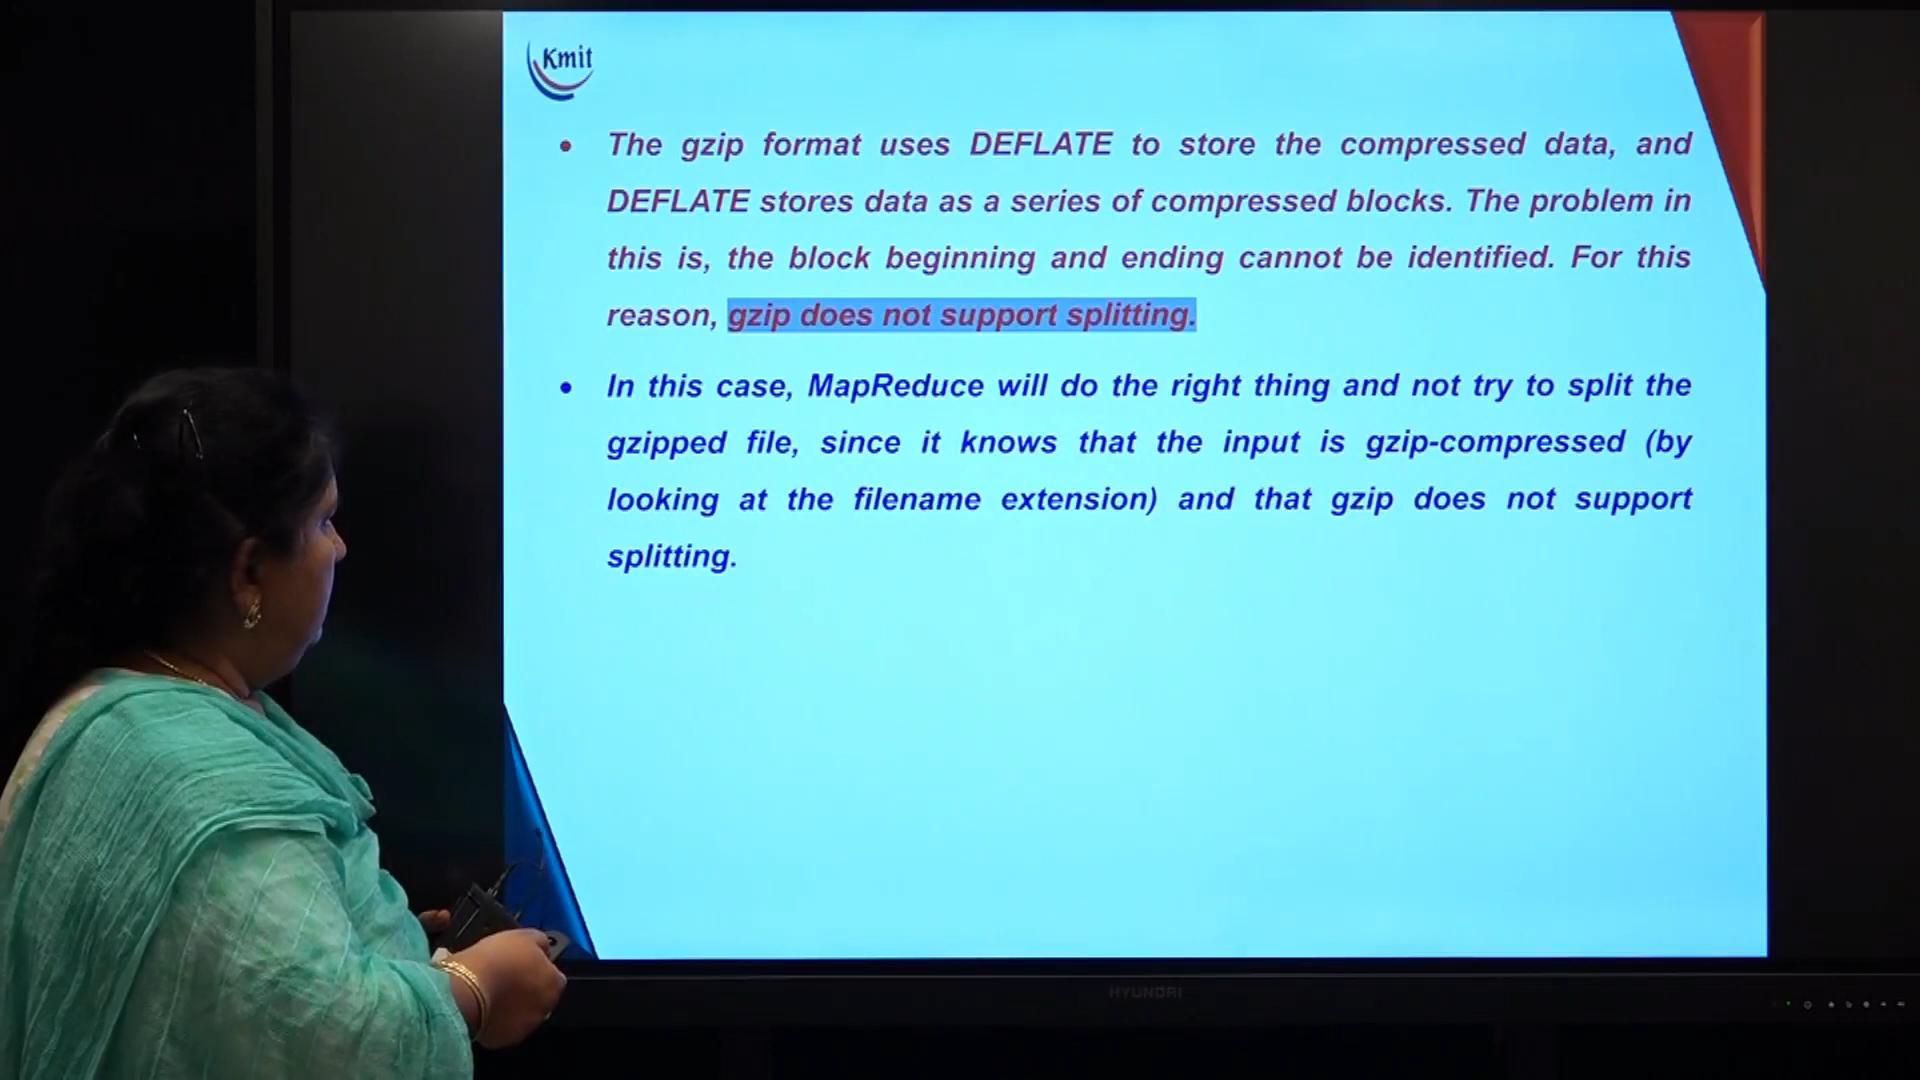 Kmit
• The gzip format uses DEFLATE to store the compressed data, and
DEFLATE stores data as a series of compressed blocks. The problem in
this is, the block beginning and ending cannot be identified. For this
reason, gzip does not support splitting.
• In this case, MapReduce will do the right thing and not try to split the
gzipped file, since it knows that the input is gzip-compressed (by
looking at the filename extension) and that gzip does not support
splitting.
HYUNDAI